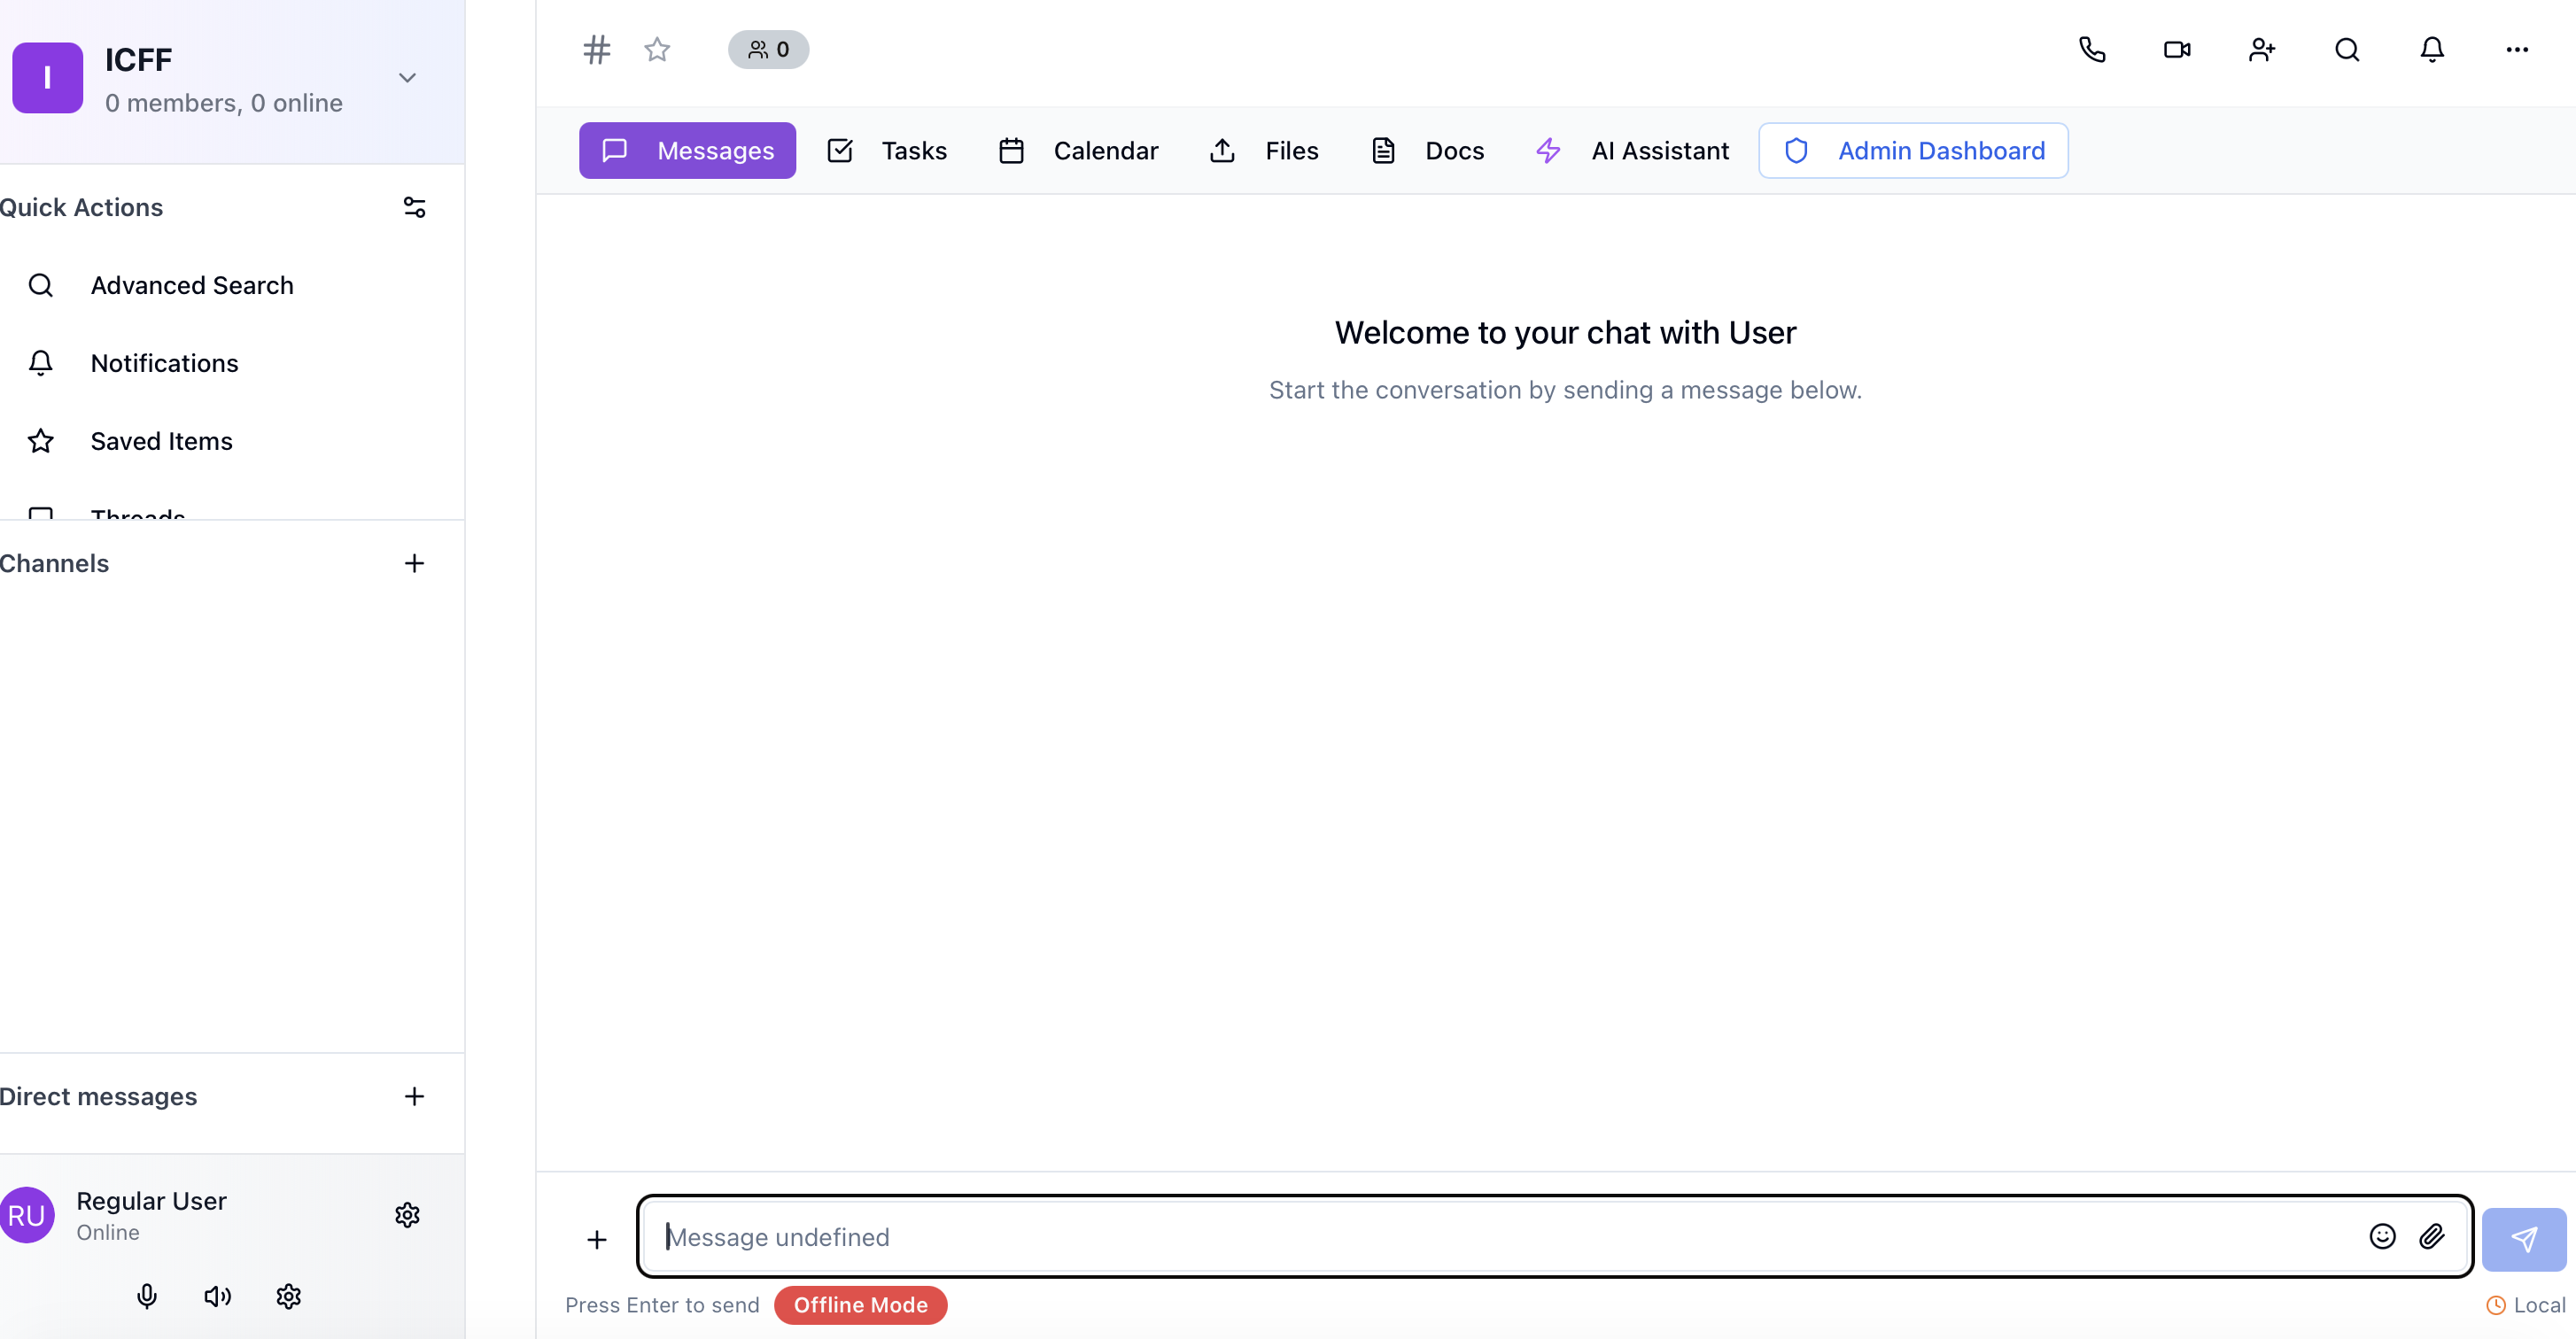 I
ICFF
0 members, 0 online
Quick Actions
Advanced Search
Notifications
Saved Items
Threads
Channels
Direct messages
RU
Regular User
Online
0
Messages
Tasks
Calendar
Files
Docs
AI Assistant
Admin Dashboard
Welcome to your chat with User
Start the conversation by sending a message below.
Message undefined
Press Enter to send
Offline Mode
Local